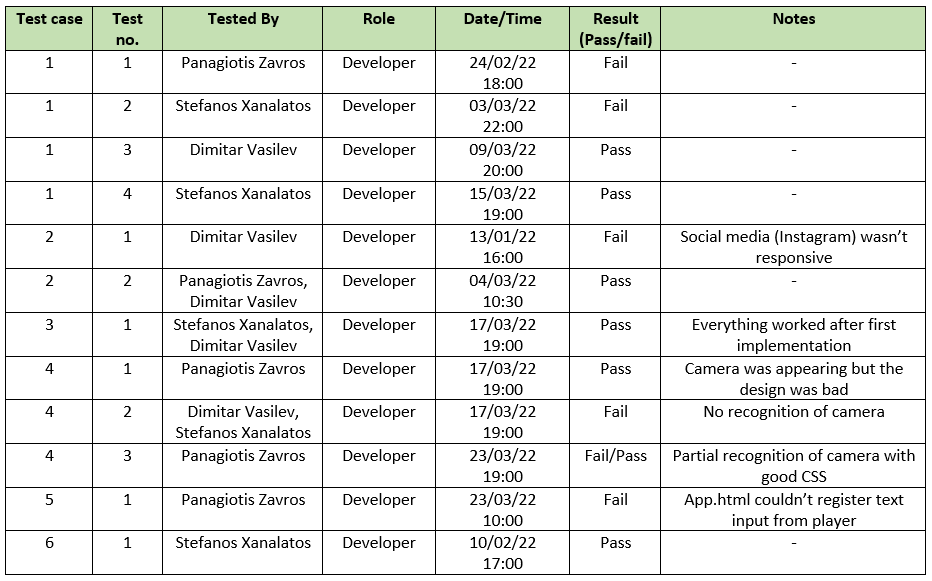 Test case Test no. Tested By Role Date/Time Result (Pass/fail) Notes
1 1 Panagiotis Zavros Developer 24/02/22 18:00 Fail -
1 2 Stefanos Xanalatos Developer 03/03/22 22:00 Fail -
1 3 Dimitar Vasilev Developer 09/03/22 20:00 Pass -
1 4 Stefanos Xanalatos Developer 15/03/22 19:00 Pass -
2 1 Dimitar Vasilev Developer 13/01/22 16:00 Fail Social media (Instagram) wasn’t responsive
2 2 Panagiotis Zavros, Dimitar Vasilev Developer 04/03/22 10:30 Pass -
3 1 Stefanos Xanalatos, Dimitar Vasilev Developer 17/03/22 19:00 Pass Everything worked after first implementation
4 1 Panagiotis Zavros Developer 17/03/22 19:00 Pass Camera was appearing but the design was bad
4 2 Dimitar Vasilev, Stefanos Xanalatos Developer 17/03/22 19:00 Fail No recognition of camera
4 3 Panagiotis Zavros Developer 23/03/22 19:00 Fail/Pass Partial recognition of camera with good CSS
5 1 Panagiotis Zavros Developer 23/03/22 10:00 Fail App.html couldn’t register text input from player
6 1 Stefanos Xanalatos Developer 10/02/22 17:00 Pass -